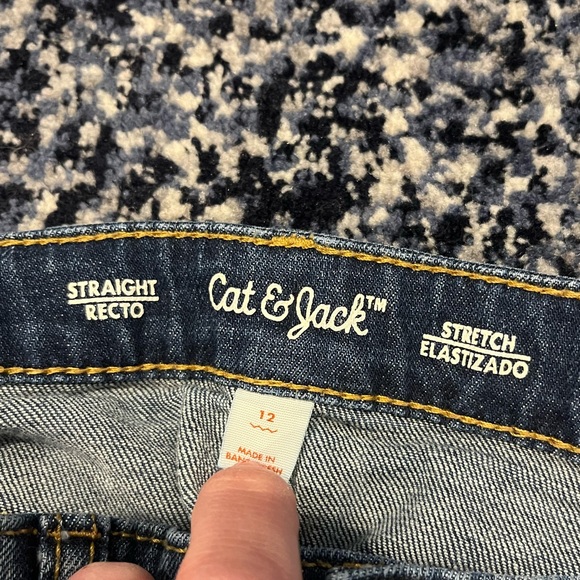 STRAIGHT
RECTO
Cat & Jack™
STRETCH
ELASTIZADO
12
MADE IN